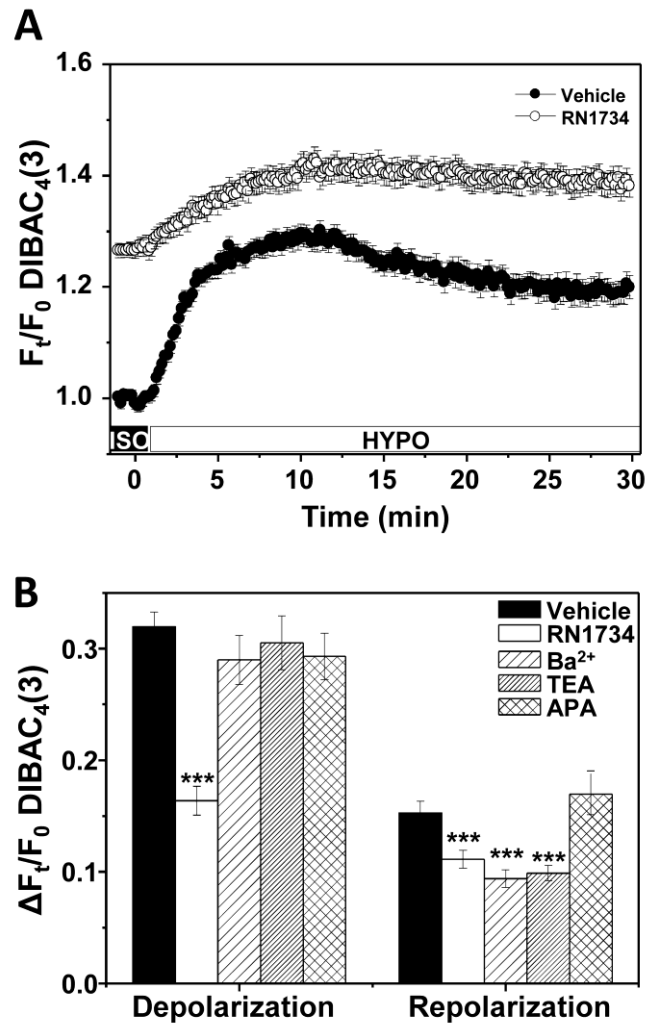 A
1.6
1.4
1.2
1.0
Vehicle
RN1734
Fₜ/F₀ DIBAC₄(3)
ISO
HYPO
0
5
10
15
20
25
30
Time (min)
B
0.3
0.2
0.1
0.0
Vehicle
RN1734
Ba²⁺
TEA
APA
***
***
***
***
ΔFₜ/F₀ DIBAC₄(3)
Depolarization
Repolarization